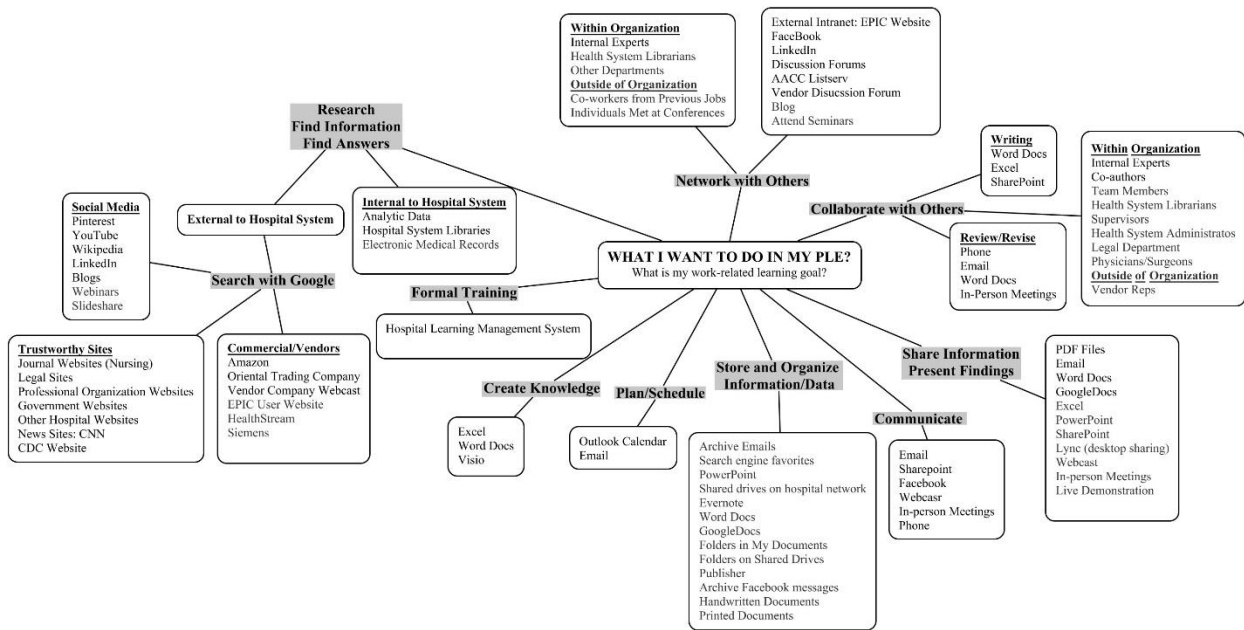 Research
Find Information
Find Answers
External to Hospital System
Internal to Hospital System
Analytic Data
Hospital System Libraries
Electronic Medical Records
Social Media
Pinterest
YouTube
Wikipedia
LinkedIn
Blogs
Webinars
Slideshare
Search with Google
Trustworthy Sites
Journal Websites (Nursing)
Legal Sites
Professional Organization Websites
Government Websites
Other Hospital Websites
News Sites: CNN
CDC Website
Commercial/Vendors
Amazon
Oriental Trading Company
Vendor Company Webcast
EPIC User Website
HealthStream
Siemens
Within Organization
Internal Experts
Health System Librarians
Other Departments
Outside of Organization
Co-workers from Previous Jobs
Individuals Met at Conferences
External Intranet: EPIC Website
FaceBook
LinkedIn
Discussion Forums
AACC Listserv
Vendor Disucssion Forum
Blog
Attend Seminars
Network with Others
Writing
Word Docs
Excel
SharePoint
Collaborate with Others
Review/Revise
Phone
Email
Word Docs
In-Person Meetings
Within Organization
Internal Experts
Co-authors
Team Members
Health System Librarians
Supervisors
Health System Administratos
Legal Department
Physicians/Surgeons
Outside of Organization
Vendor Reps
WHAT I WANT TO DO IN MY PLE?
What is my work-related learning goal?
Formal Training
Hospital Learning Management System
Create Knowledge
Excel
Word Docs
Visio
Plan/Schedule
Outlook Calendar
Email
Store and Organize
Information/Data
Archive Emails
Search engine favorites
PowerPoint
Shared drives on hospital network
Evernote
Word Docs
GoogleDocs
Folders in My Documents
Folders on Shared Drives
Publisher
Archive Facebook messages
Handwritten Documents
Printed Documents
Communicate
Email
Sharepoint
Facebook
Webcasr
In-person Meetings
Phone
Share Information
Present Findings
PDF Files
Email
Word Docs
GoogleDocs
Excel
PowerPoint
SharePoint
Lync (desktop sharing)
Webcast
In-person Meetings
Live Demonstration